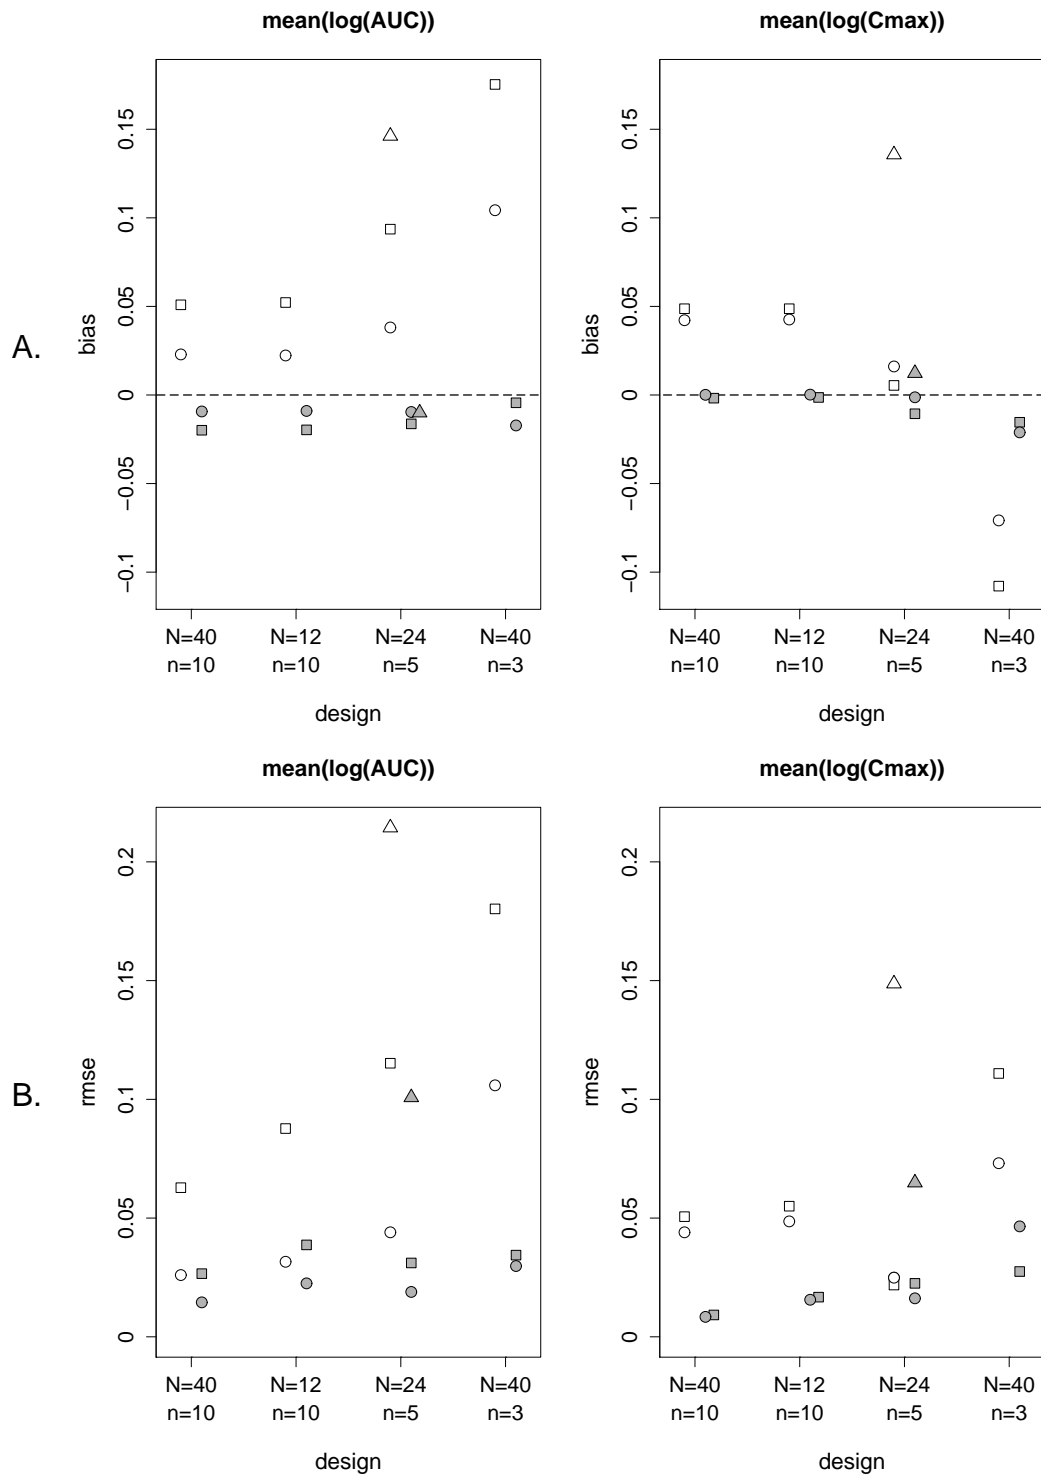 mean(log(AUC))
mean(log(Cmax))
A.
bias
0.15
0.1
0.05
0
−0.05
−0.1
N=40 N=12 N=24 N=40
n=10 n=10 n=5 n=3
design
bias
0.15
0.1
0.05
0
−0.05
−0.1
N=40 N=12 N=24 N=40
n=10 n=10 n=5 n=3
design
mean(log(AUC))
mean(log(Cmax))
B.
rmse
0.2
0.15
0.1
0.05
0
N=40 N=12 N=24 N=40
n=10 n=10 n=5 n=3
design
rmse
0.2
0.15
0.1
0.05
0
N=40 N=12 N=24 N=40
n=10 n=10 n=5 n=3
design